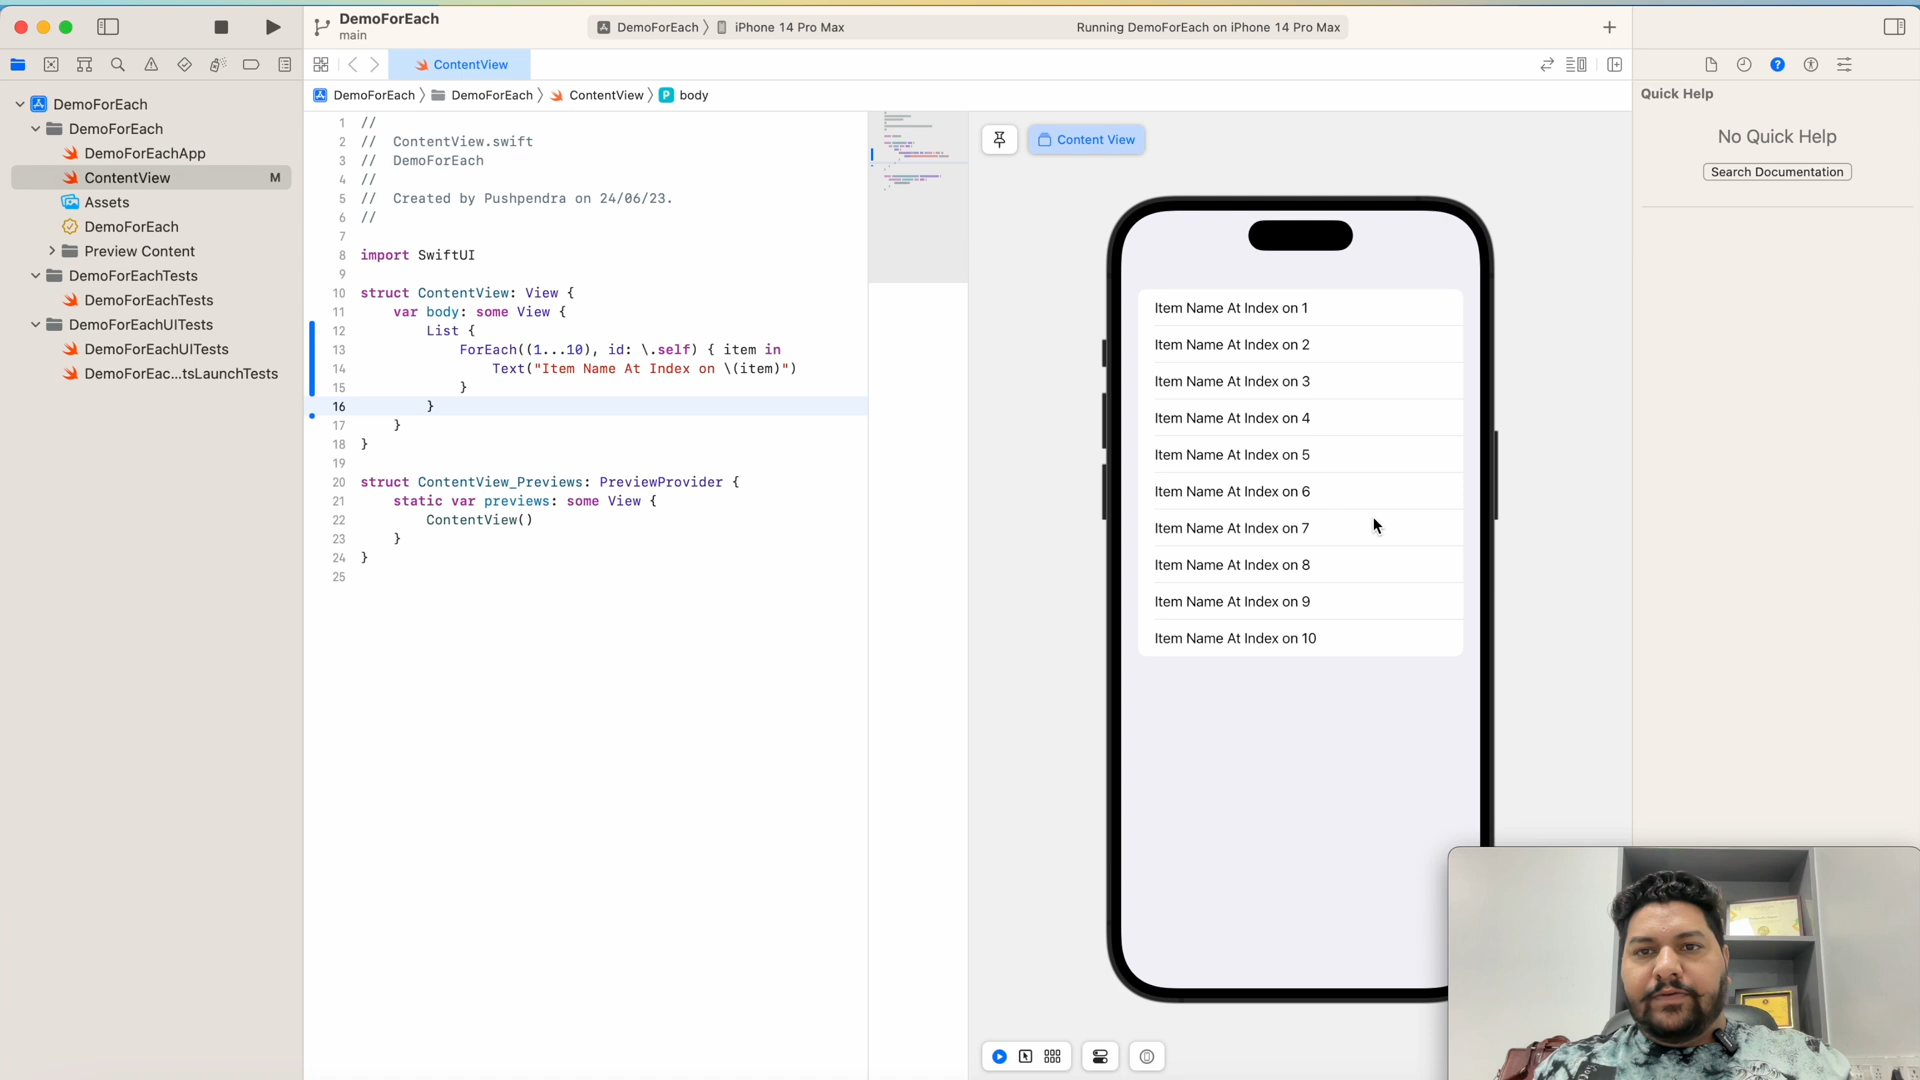 DemoForEach
main
DemoForEach
iPhone 14 Pro Max
Running DemoForEach on iPhone 14 Pro Max
ContentView
DemoForEach
DemoForEach
ContentView
P body
DemoForEach
DemoForEach
DemoForEachApp
ContentView M
Assets
DemoForEach
Preview Content
DemoForEachTests
DemoForEachTests
DemoForEachUITests
DemoForEachUITests
DemoForEac...tsLaunchTests
1 //
2 // ContentView.swift
3 // DemoForEach
4 //
5 // Created by Pushpendra on 24/06/23.
6 //
7
8 import SwiftUI
9
10 struct ContentView: View {
11 var body: some View {
12 List {
13 ForEach((1...10), id: \.self) { item in
14 Text("Item Name At Index on \(item)")
15 }
16 }
17 }
18 }
19
20 struct ContentView_Previews: PreviewProvider {
21 static var previews: some View {
22 ContentView()
23 }
24 }
25
Content View
Item Name At Index on 1
Item Name At Index on 2
Item Name At Index on 3
Item Name At Index on 4
Item Name At Index on 5
Item Name At Index on 6
Item Name At Index on 7
Item Name At Index on 8
Item Name At Index on 9
Item Name At Index on 10
Quick Help
No Quick Help
Search Documentation